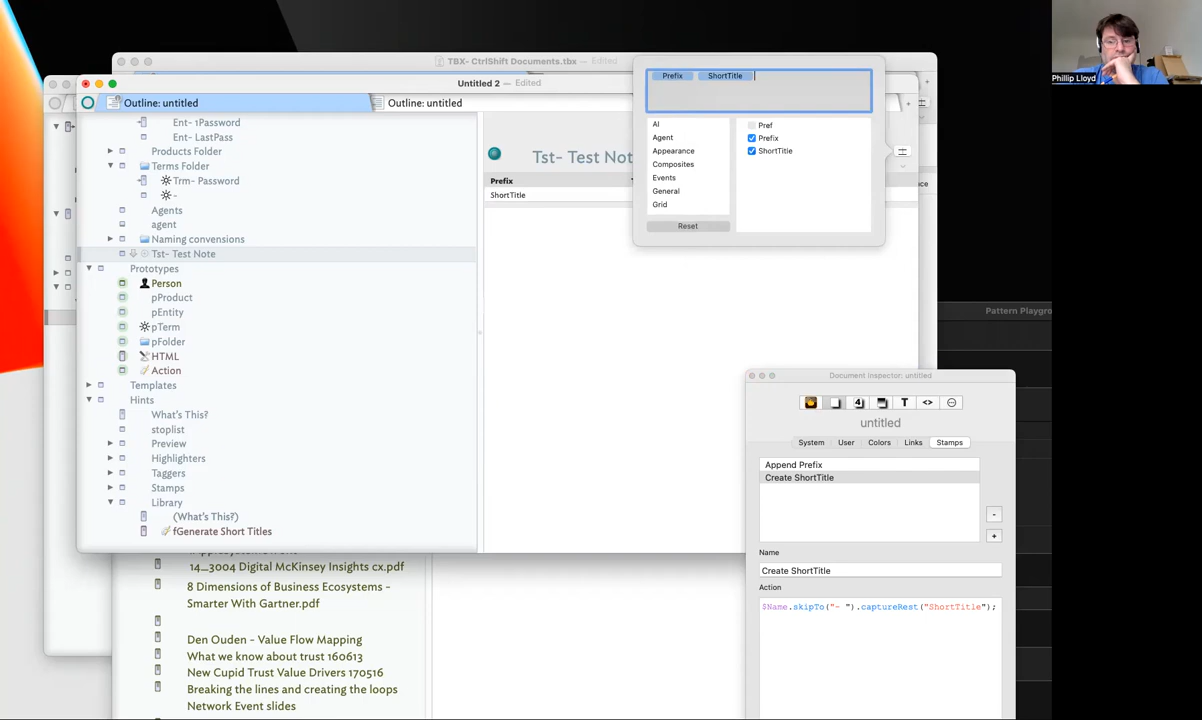 TBX- CtrlShift Documents.tbx — Edited
Untitled 2 — Edited
Outline: untitled
Outline: untitled
Ent- 1Password
Ent- LastPass
Products Folder
Terms Folder
Trm- Password
-
Agents
agent
Naming convensions
Tst- Test Note
Prototypes
Person
pProduct
pEntity
pTerm
pFolder
HTML
Action
Templates
Hints
What's This?
stoplist
Preview
Highlighters
Taggers
Stamps
Library
(What's This?)
fGenerate Short Titles
14_3004 Digital McKinsey Insights cx.pdf
8 Dimensions of Business Ecosystems -
Smarter With Gartner.pdf
Den Ouden - Value Flow Mapping
What we know about trust 160613
New Cupid Trust Value Drivers 170516
Breaking the lines and creating the loops
Network Event slides
Tst- Test Not
Prefix
ShortTitle
Prefix ShortTitle
AI
Agent
Appearance
Composites
Events
General
Grid
Reset
Pref
Prefix
ShortTitle
Phillip Lloyd
Pattern Playgro
Document inspector: untitled
untitled
System User Colors Links Stamps
Append Prefix
Create ShortTitle
-
+
Name
Create ShortTitle
Action
$Name.skipTo("- ").captureRest("ShortTitle");